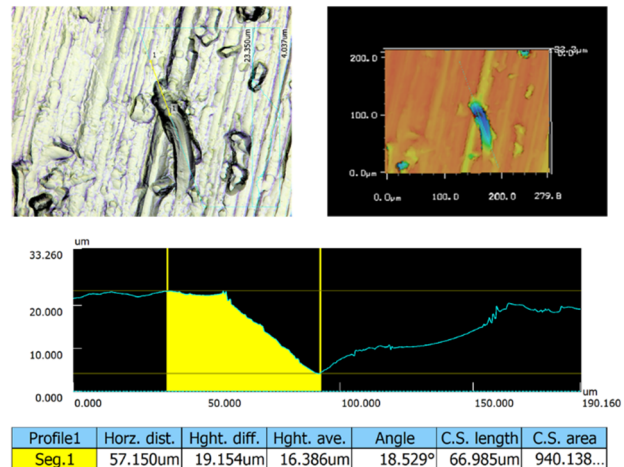 1
23.350um
4.037um
200.0
100.0
0.0µm
0.0µm 100.0 200.0 279.8
um
33.260
20.000
10.000
0.000
0.000 50.000 100.000 150.000 190.160
um
Profile1 Horz. dist. Hght. diff. Hght. ave. Angle C.S. length C.S. area
Seg.1 57.150um 19.154um 16.386um 18.529° 66.985um 940.138...